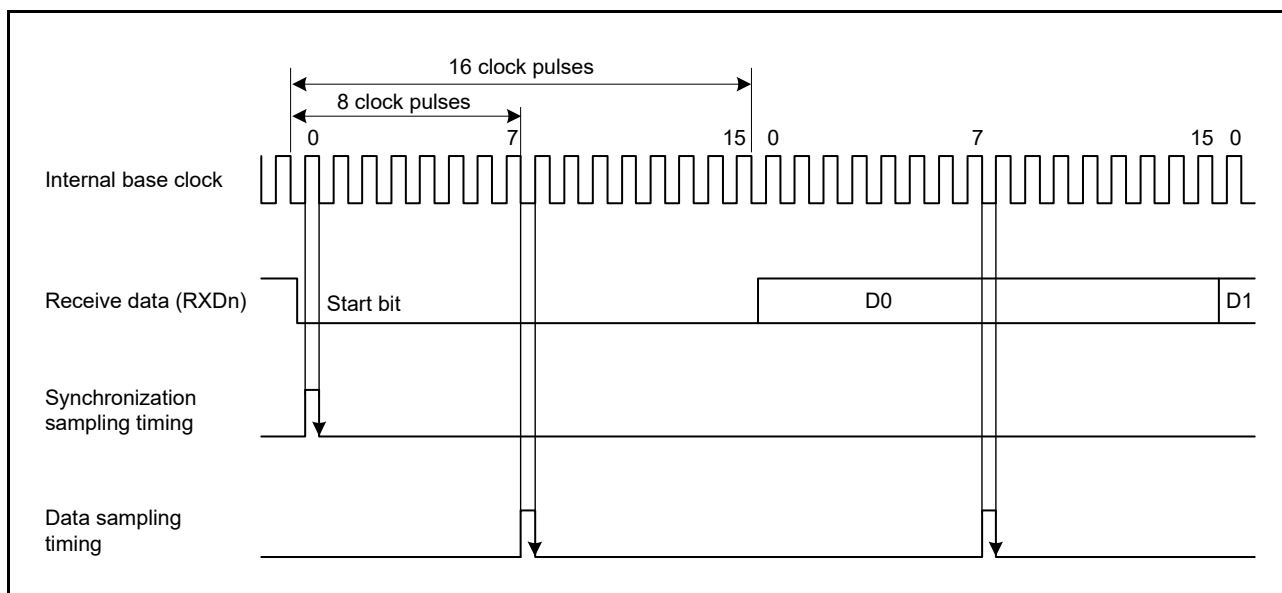 16 clock pulses
8 clock pulses
0 7 15 0 7 15 0
Internal base clock
Receive data (RXDn)
Start bit
D0
D1
Synchronization
sampling timing
Data sampling
timing